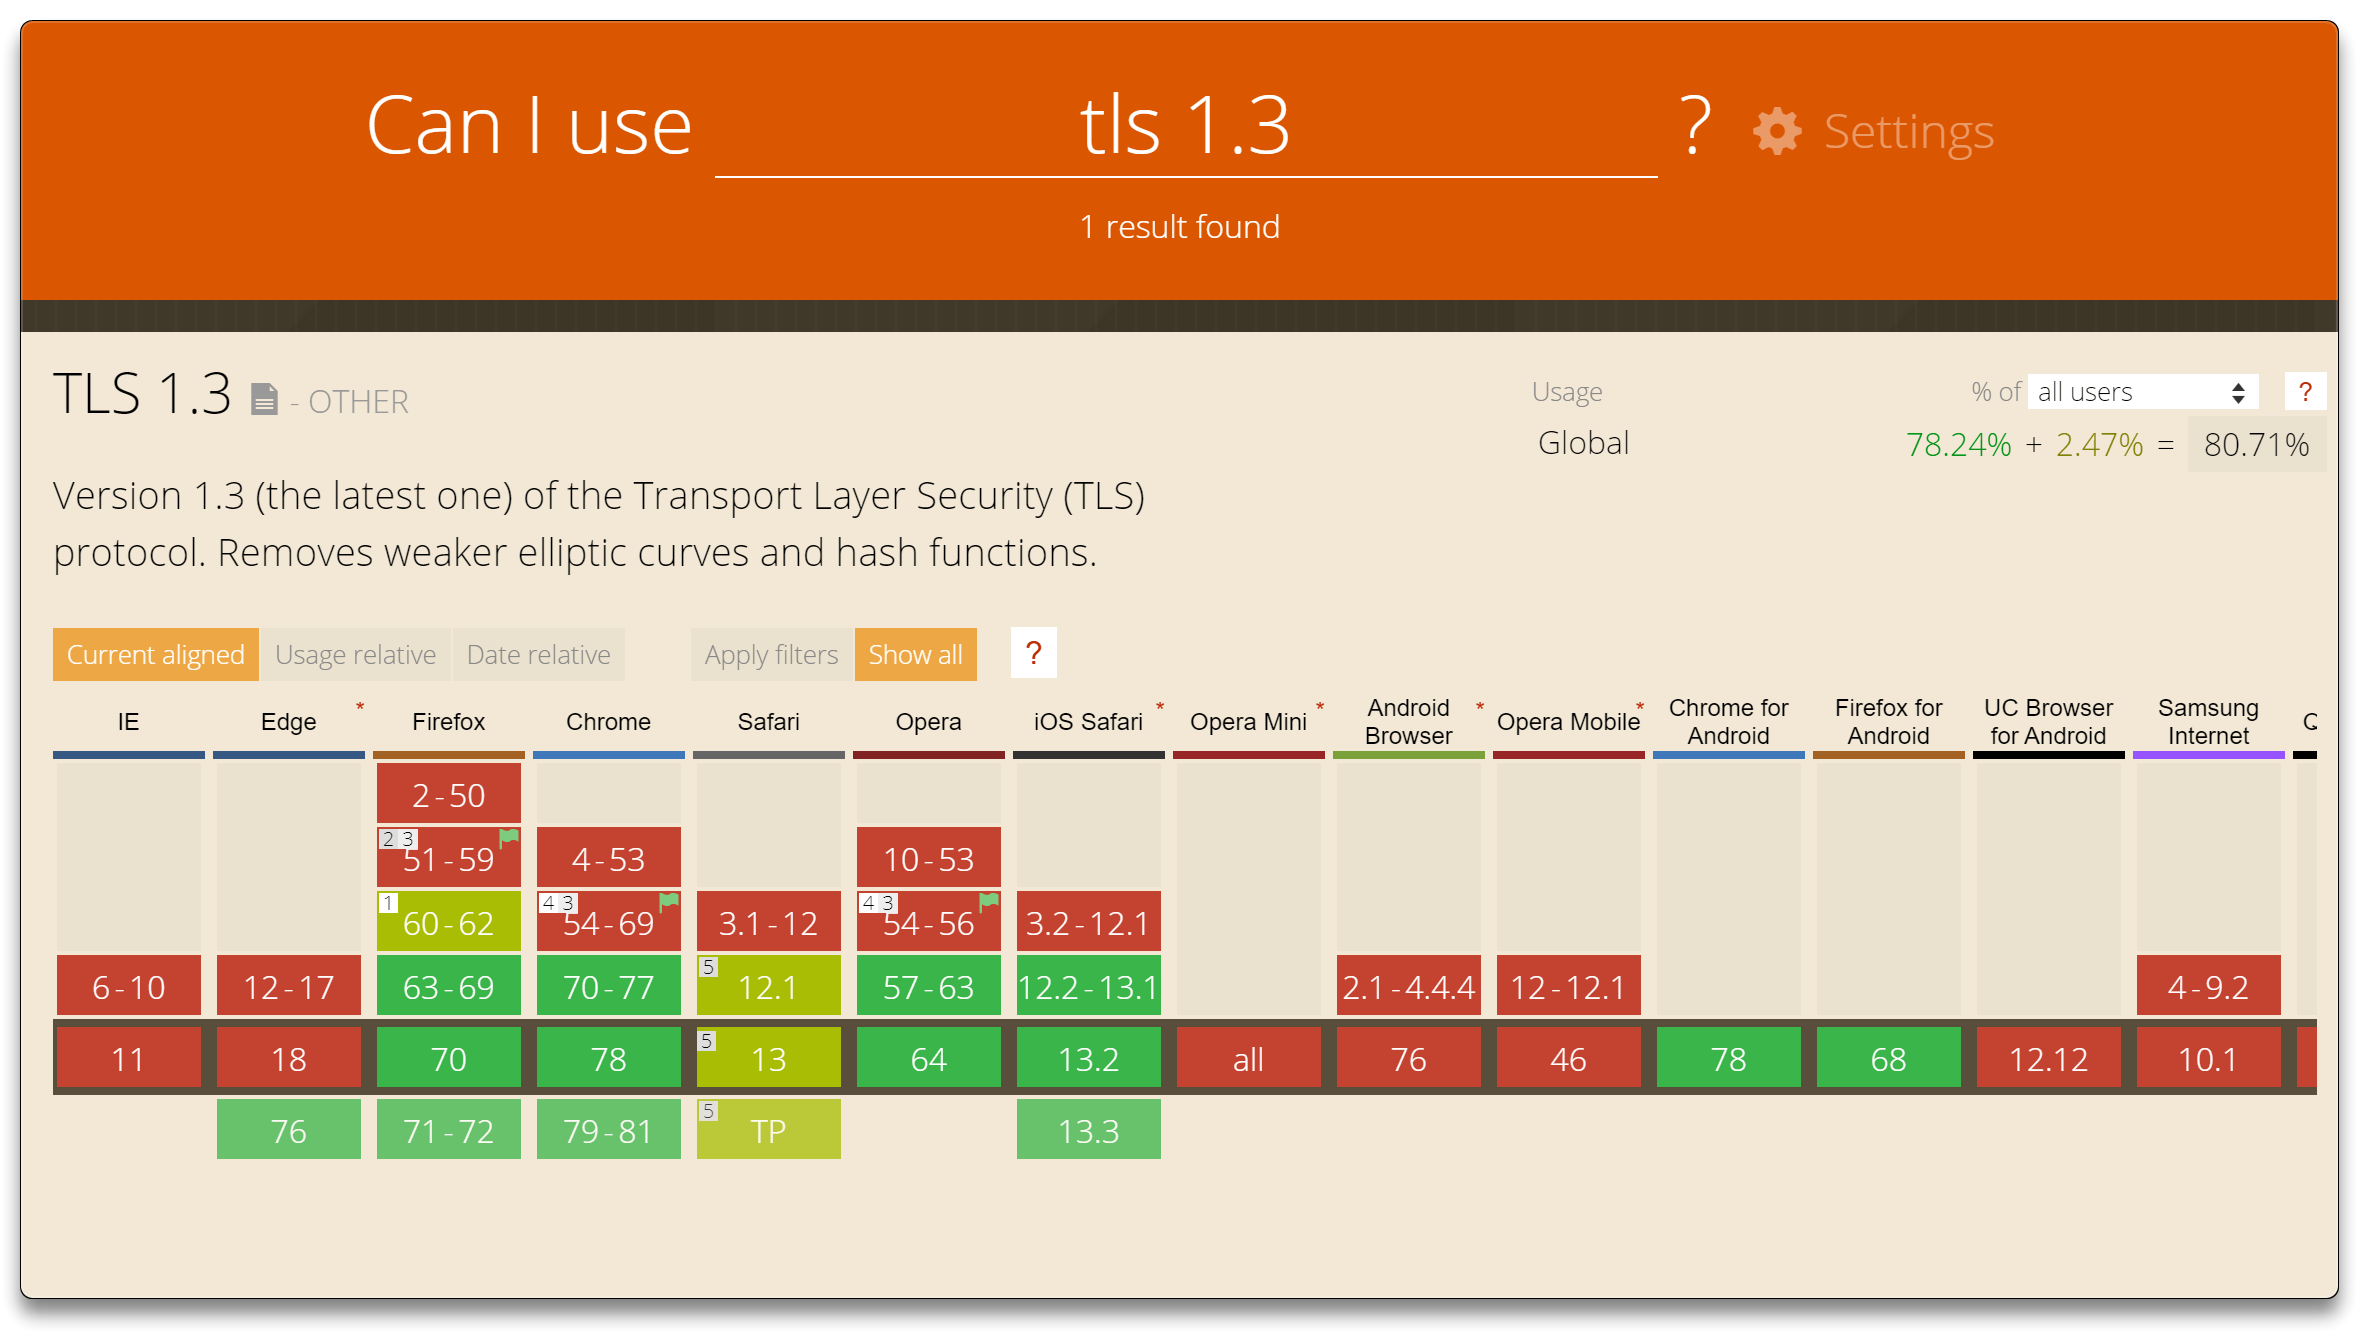 Can I use tls 1.3 ? Settings
1 result found
TLS 1.3 - OTHER
Usage % of all users ?
Global 78.24% + 2.47% = 80.71%
Version 1.3 (the latest one) of the Transport Layer Security (TLS)
protocol. Removes weaker elliptic curves and hash functions.
Current aligned Usage relative Date relative Apply filters Show all ?
IE Edge * Firefox Chrome Safari Opera iOS Safari * Opera Mini * Android Browser * Opera Mobile * Chrome for Android Firefox for Android UC Browser for Android Samsung Internet
2-50
2 3 51-59 4-53 10-53
1 60-62 4 3 54-69 3.1-12 4 3 54-56 3.2-12.1
6-10 12-17 63-69 70-77 5 12.1 57-63 12.2-13.1 2.1-4.4.4 12-12.1 4-9.2
11 18 70 78 5 13 64 13.2 all 76 46 78 68 12.12 10.1
76 71-72 79-81 5 TP 13.3